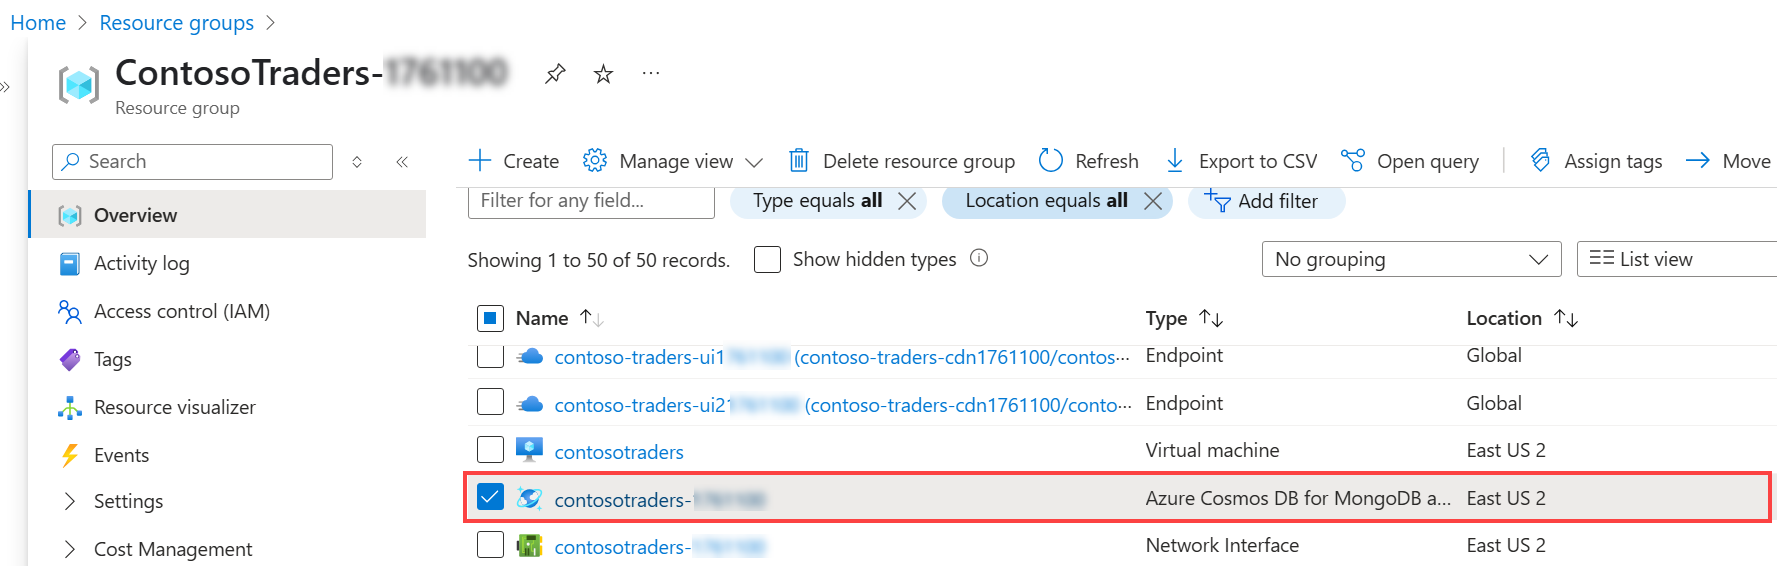 Home > Resource groups >
ContosoTraders- ...
Resource group
Search
Create Manage view Delete resource group Refresh Export to CSV Open query Assign tags Move
Filter for any field... Type equals all Location equals all Add filter
Overview
Activity log
Access control (IAM)
Tags
Resource visualizer
Events
Settings
Cost Management
Showing 1 to 50 of 50 records. Show hidden types No grouping List view
Name Type Location
contoso-traders-ui1 (contoso-traders-cdn1761100/contos... Endpoint Global
contoso-traders-ui2 (contoso-traders-cdn1761100/conto... Endpoint Global
contosotraders Virtual machine East US 2
contosotraders- Azure Cosmos DB for MongoDB a... East US 2
contosotraders- Network Interface East US 2